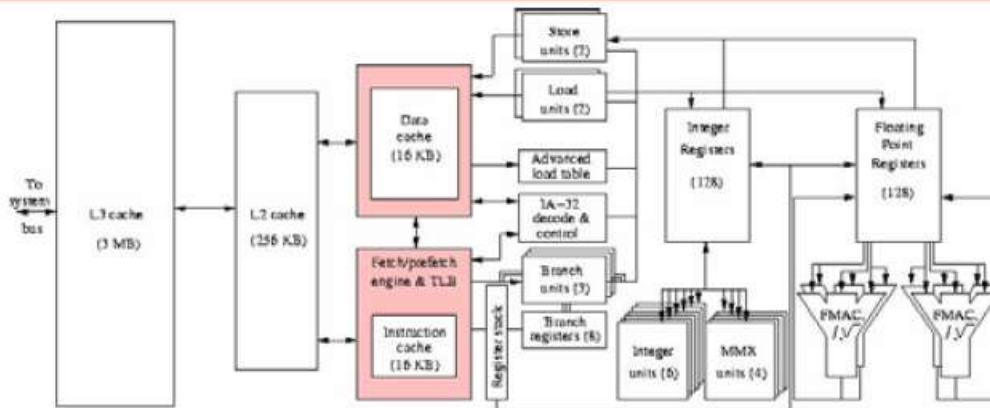 To
system
bus
L3 cache
(3 MB)
L2 cache
(256 KB)
Data
cache
(16 KB)
Fetch/prefetch
engine & TLB
Instruction
cache
(16 KB)
Store
units (2)
Load
units (2)
Advanced
load table
IA-32
decode &
control
Branch
units (3)
Branch
registers (8)
Register stack
Integer
Registers
(128)
Floating
Point
Registers
(128)
Integer
units (6)
MMX
units (4)
FMAC,
/, √
FMAC,
/, √